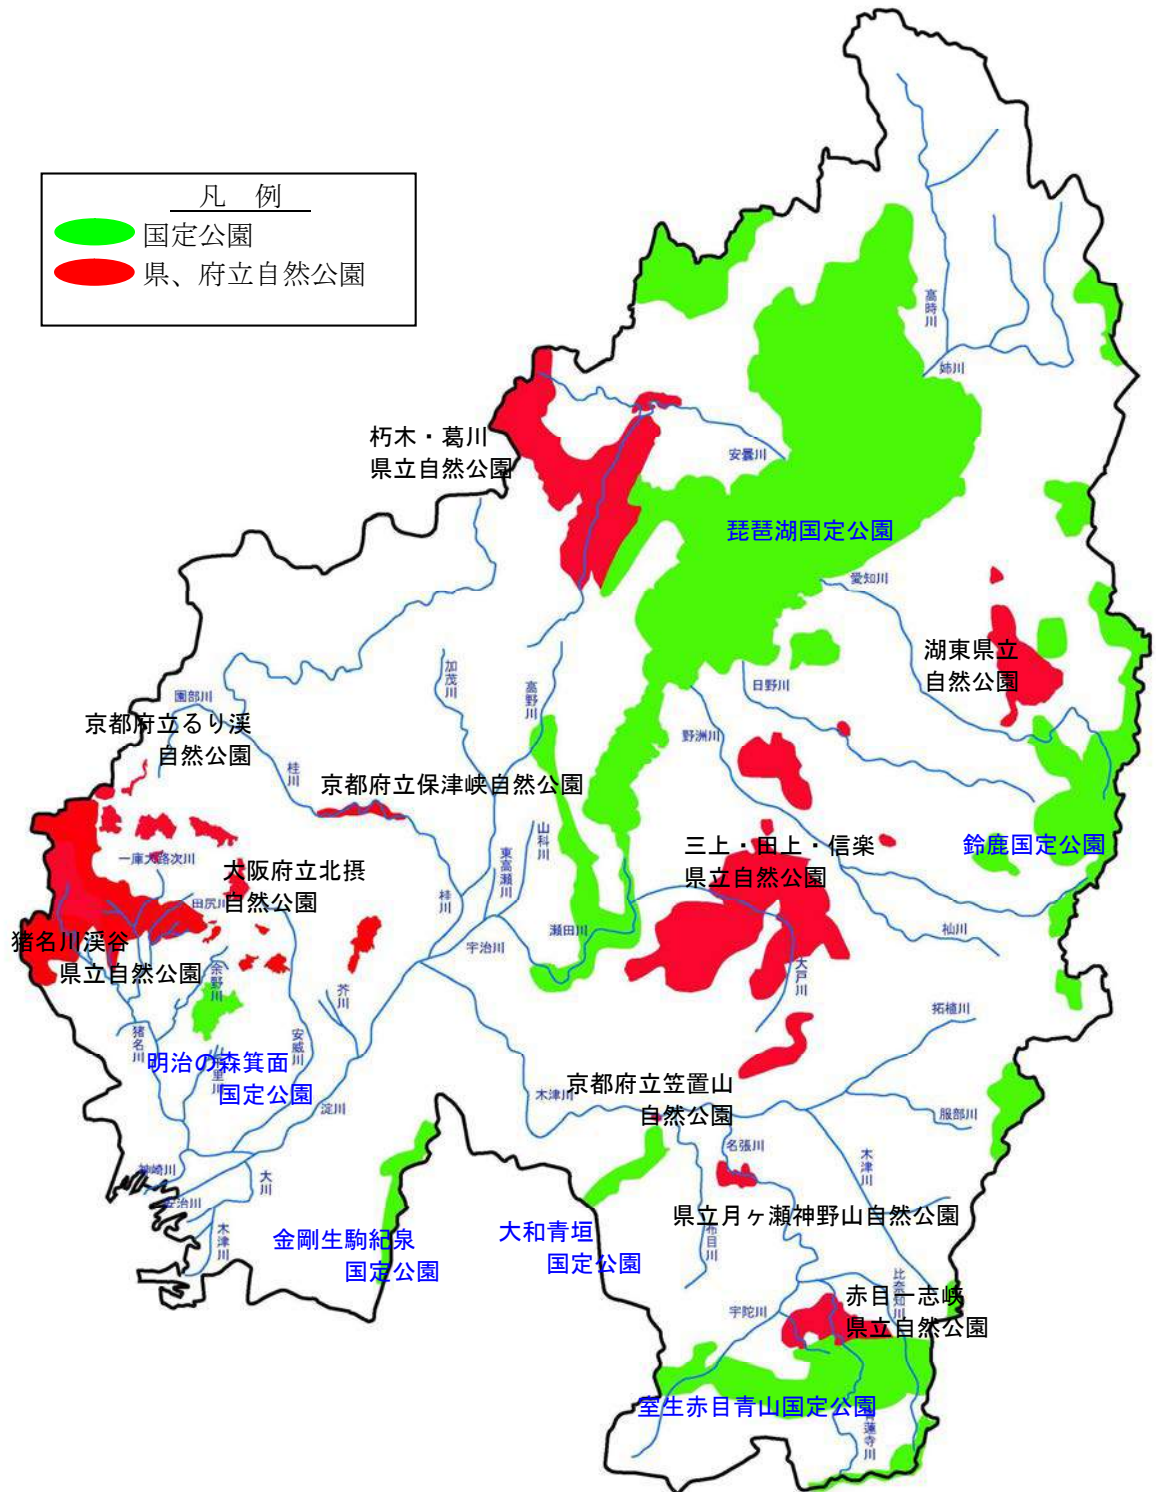 凡 例
国定公園
県、府立自然公園
高時川
姉川
朽木・葛川
県立自然公園
安曇川
琵琶湖国定公園
愛知川
湖東県立
自然公園
加茂川
高野川
日野川
園部川
京都府立るり渓
自然公園
野洲川
桂川
京都府立保津峡自然公園
山科川
東高瀬川
三上・田上・信楽
県立自然公園
鈴鹿国定公園
一庫大路次川
大阪府立北摂
自然公園
田尻川
桂川
瀬田川
杣川
猪名川渓谷
県立自然公園
宇治川
余野川
大戸川
芥川
拓植川
猪名川
安威川
明治の森箕面
国定公園
淀川
木津川
京都府立笠置山
自然公園
服部川
名張川
木津川
神崎川
大川
安治川
県立月ヶ瀬神野山自然公園
木津川
金剛生駒紀泉
国定公園
大和青垣
国定公園
布目川
比奈知川
赤目一志峡
県立自然公園
宇陀川
室生赤目青山国定公園
青蓮寺川